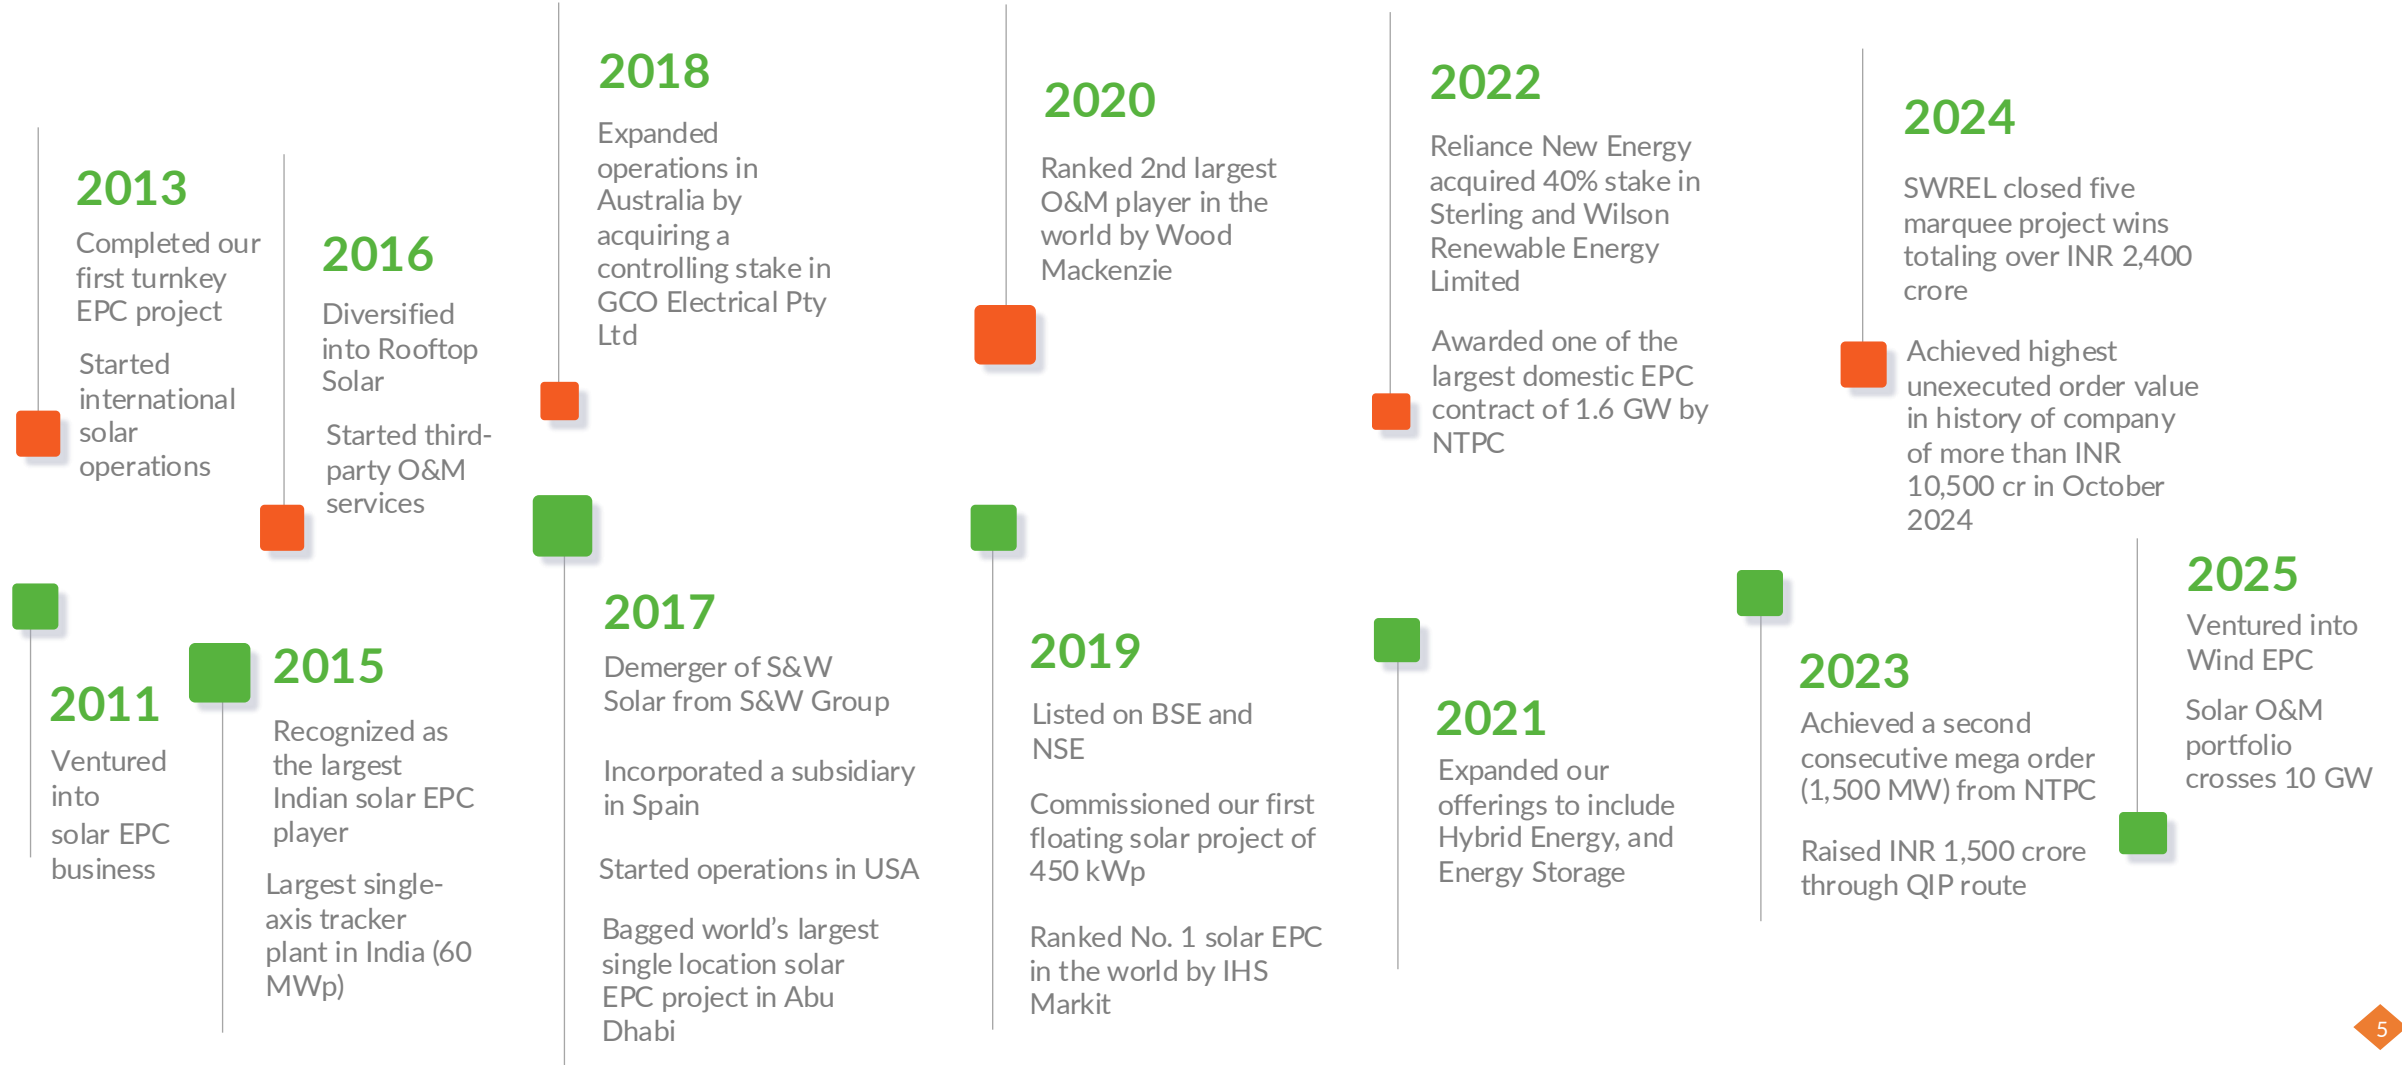 2018
Expanded
operations in
Australia by
acquiring a
controlling stake in
GCO Electrical Pty
Ltd
2020
Ranked 2nd largest
O&M player in the
world by Wood
Mackenzie
2022
Reliance New Energy
acquired 40% stake in
Sterling and Wilson
Renewable Energy
Limited
Awarded one of the
largest domestic EPC
contract of 1.6 GW by
NTPC
2024
SWREL closed five
marquee project wins
totaling over INR 2,400
crore
Achieved highest
unexecuted order value
in history of company
of more than INR
10,500 cr in October
2024
2013
Completed our
first turnkey
EPC project
Started
international
solar
operations
2016
Diversified
into Rooftop
Solar
Started third-
party O&M
services
2011
Ventured
into
solar EPC
business
2015
Recognized as
the largest
Indian solar EPC
player
Largest single-
axis tracker
plant in India (60
MWp)
2017
Demerger of S&W
Solar from S&W Group
Incorporated a subsidiary
in Spain
Started operations in USA
Bagged world’s largest
single location solar
EPC project in Abu
Dhabi
2019
Listed on BSE and
NSE
Commissioned our first
floating solar project of
450 kWp
Ranked No. 1 solar EPC
in the world by IHS
Markit
2021
Expanded our
offerings to include
Hybrid Energy, and
Energy Storage
2023
Achieved a second
consecutive mega order
(1,500 MW) from NTPC
Raised INR 1,500 crore
through QIP route
2025
Ventured into
Wind EPC
Solar O&M
portfolio
crosses 10 GW
5